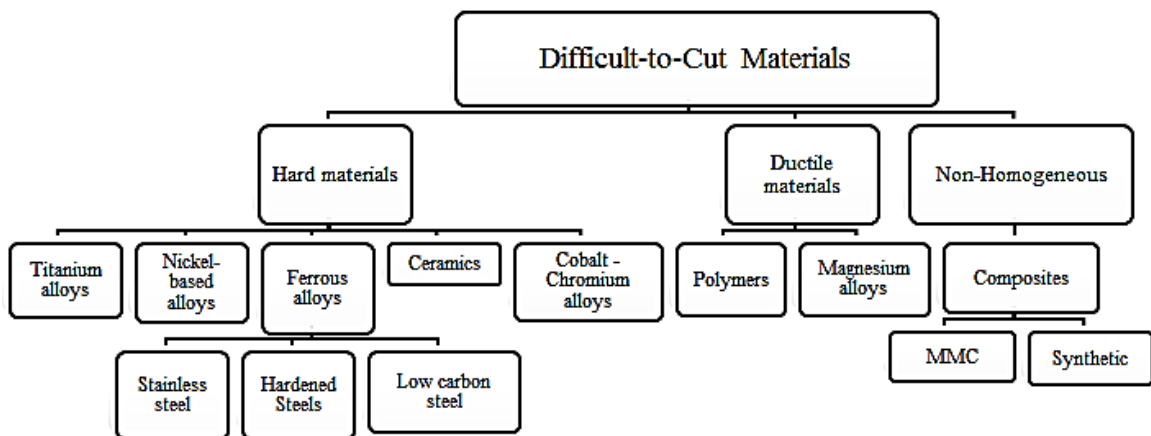 Difficult-to-Cut Materials
Hard materials
Ductile
materials
Non-Homogeneous
Titanium
alloys
Nickel-
based
alloys
Ferrous
alloys
Ceramics
Cobalt -
Chromium
alloys
Polymers
Magnesium
alloys
Composites
Stainless
steel
Hardened
Steels
Low carbon
steel
MMC
Synthetic